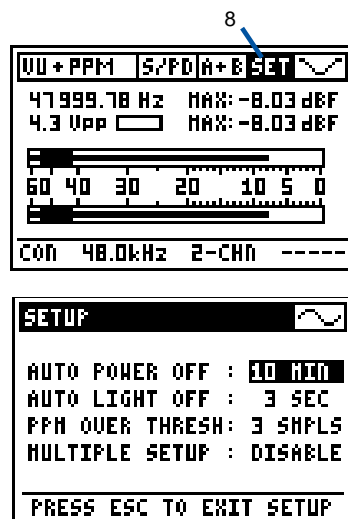 8
VU + PPM S/PD A+B SET
47999.78 Hz MAX:-8.03 dBF
4.3 Vpp MAX:-8.03 dBF
60 40 30 20 10 5 0
CON 48.0kHz 2-CHN -----
SETUP
AUTO POWER OFF : 10 MIN
AUTO LIGHT OFF : 3 SEC
PPM OVER THRESH: 3 SMPLS
MULTIPLE SETUP : DISABLE
PRESS ESC TO EXIT SETUP